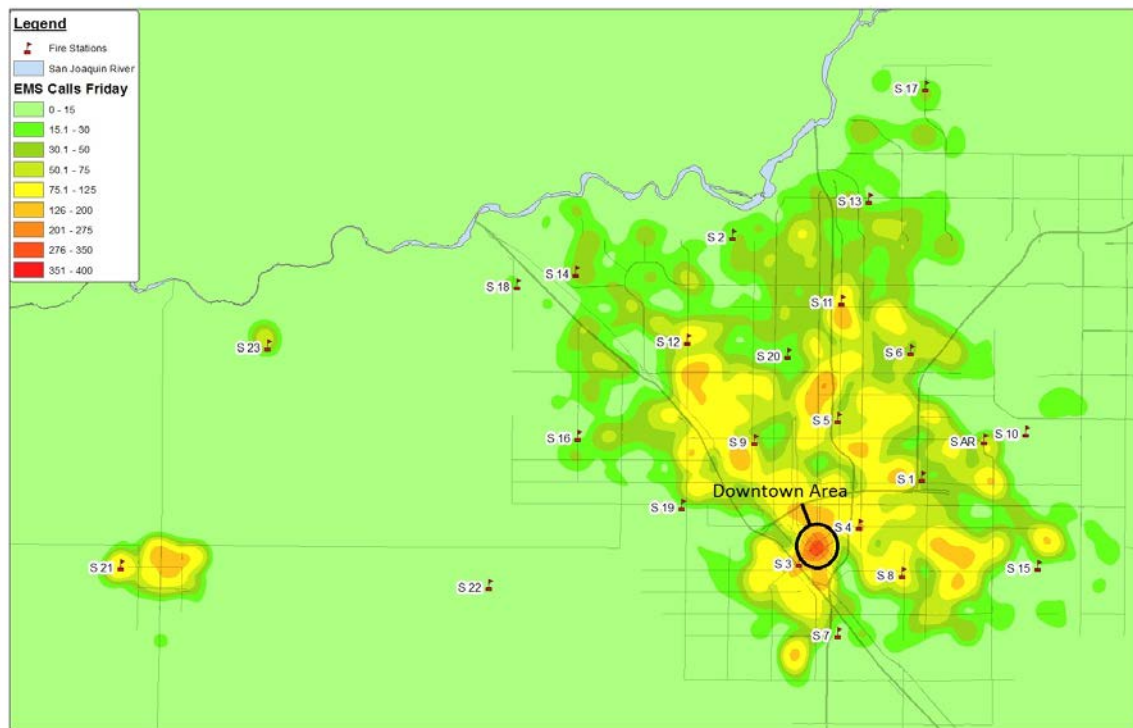 Legend
Fire Stations
San Joaquin River
EMS Calls Friday
0 - 15
15.1 - 30
30.1 - 50
50.1 - 75
75.1 - 125
126 - 200
201 - 275
276 - 350
351 - 400
S 17
S 13
S 2
S 14
S 18
S 11
S 23
S 12
S 20
S 6
S 5
S 16
S 9
S AR
S 10
S 1
Downtown Area
S 19
S 4
S 3
S 21
S 15
S 8
S 22
S 7